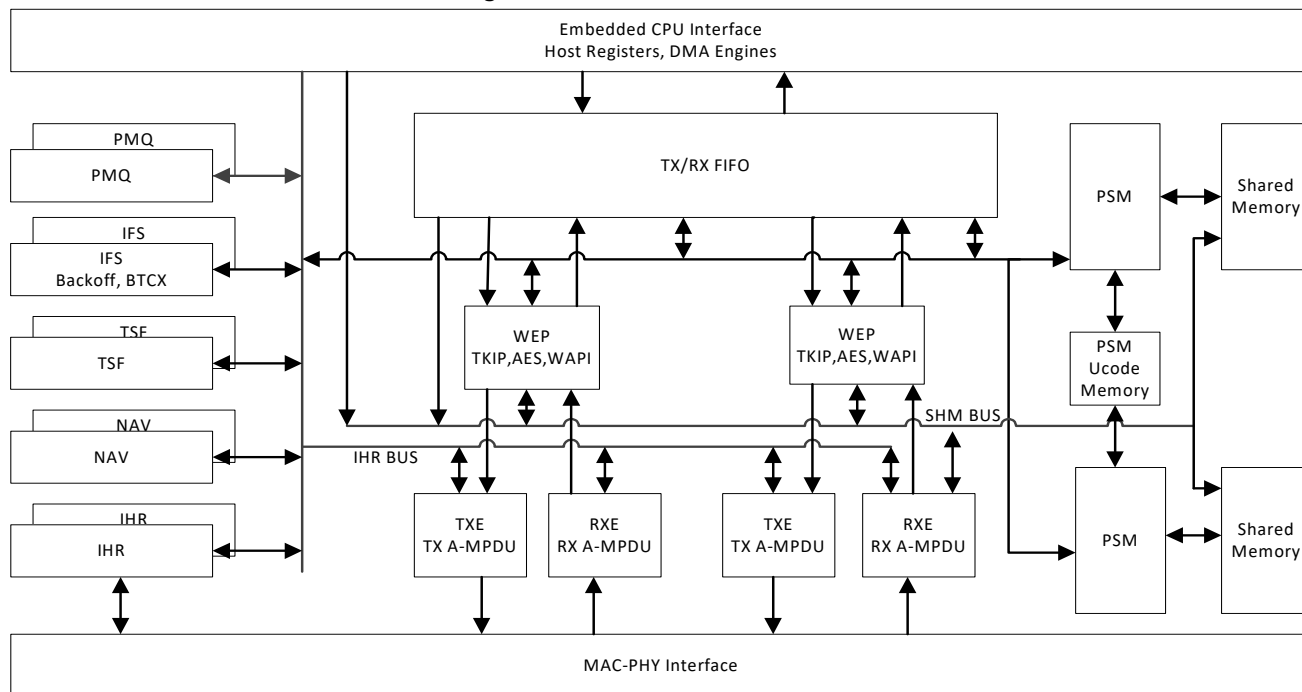 Embedded CPU Interface
Host Registers, DMA Engines
PMQ
PMQ
TX/RX FIFO
PSM
Shared
Memory
IFS
IFS
Backoff, BTCX
WEP
TKIP,AES,WAPI
WEP
TKIP,AES,WAPI
TSF
TSF
PSM
Ucode
Memory
NAV
NAV
SHM BUS
IHR BUS
IHR
IHR
TXE
TX A-MPDU
RXE
RX A-MPDU
TXE
TX A-MPDU
RXE
RX A-MPDU
PSM
Shared
Memory
MAC-PHY Interface